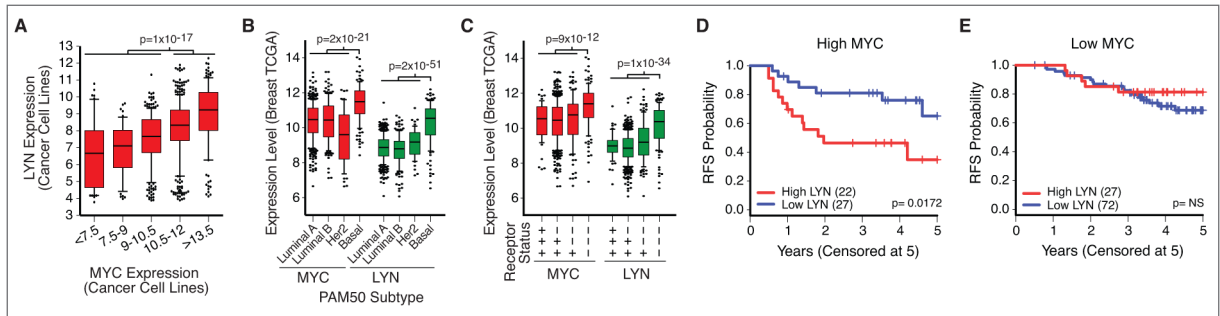 A
p=1x10-17
13
12
11
10
9
8
7
6
5
4
3
LYN Expression
(Cancer Cell Lines)
<7.5
7.5-9
9-10.5
10.5-12
>13.5
MYC Expression
(Cancer Cell Lines)
B
p=2x10-21
p=2x10-51
14
12
10
8
6
Expression Level (Breast TCGA)
Luminal A
Luminal B
Her2
Basal
Luminal A
Luminal B
Her2
Basal
MYC
LYN
PAM50 Subtype
C
p=9x10-12
p=1x10-34
14
12
10
8
6
Expression Level (Breast TCGA)
Receptor
Status
MYC
LYN
D
High MYC
1.0
0.8
0.6
0.4
0.2
0.0
RFS Probability
High LYN (22)
Low LYN (27)
p= 0.0172
0 1 2 3 4 5
Years (Censored at 5)
E
Low MYC
1.0
0.8
0.6
0.4
0.2
0.0
RFS Probability
High LYN (27)
Low LYN (72)
p= NS
0 1 2 3 4 5
Years (Censored at 5)